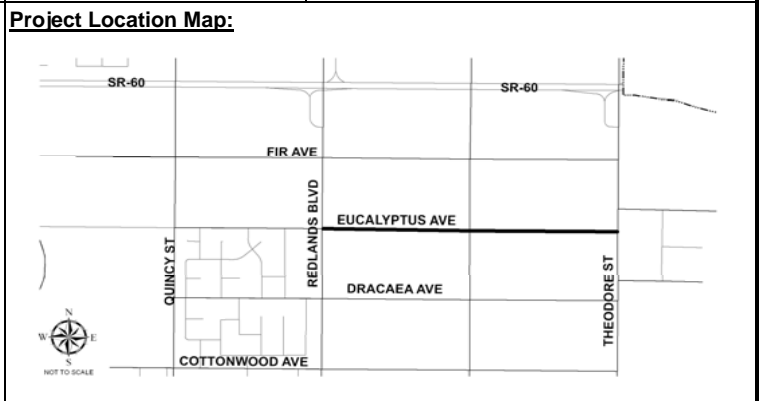 Project Location Map:
SR-60
SR-60
FIR AVE
REDLANDS BLVD
EUCALYPTUS AVE
QUINCY ST
DRACAEA AVE
THEODORE ST
N
W E
S
NOT TO SCALE
COTTONWOOD AVE